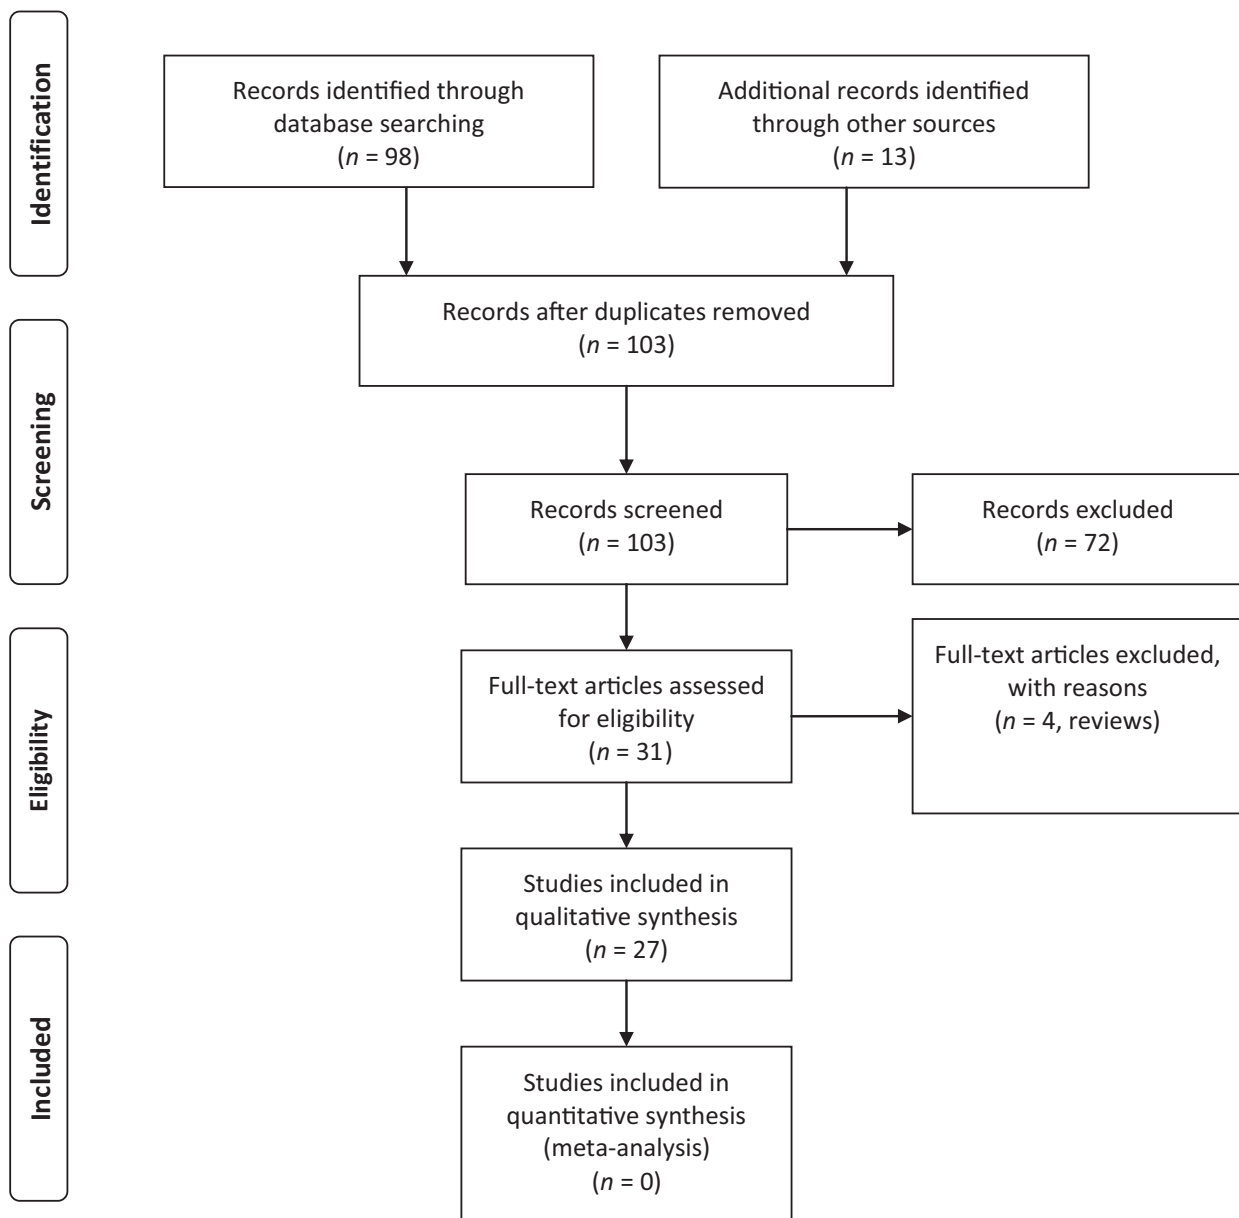 Identification
Records identified through
database searching
(n = 98)
Additional records identified
through other sources
(n = 13)
Records after duplicates removed
(n = 103)
Screening
Records screened
(n = 103)
Records excluded
(n = 72)
Eligibility
Full-text articles assessed
for eligibility
(n = 31)
Full-text articles excluded,
with reasons
(n = 4, reviews)
Studies included in
qualitative synthesis
(n = 27)
Included
Studies included in
quantitative synthesis
(meta-analysis)
(n = 0)